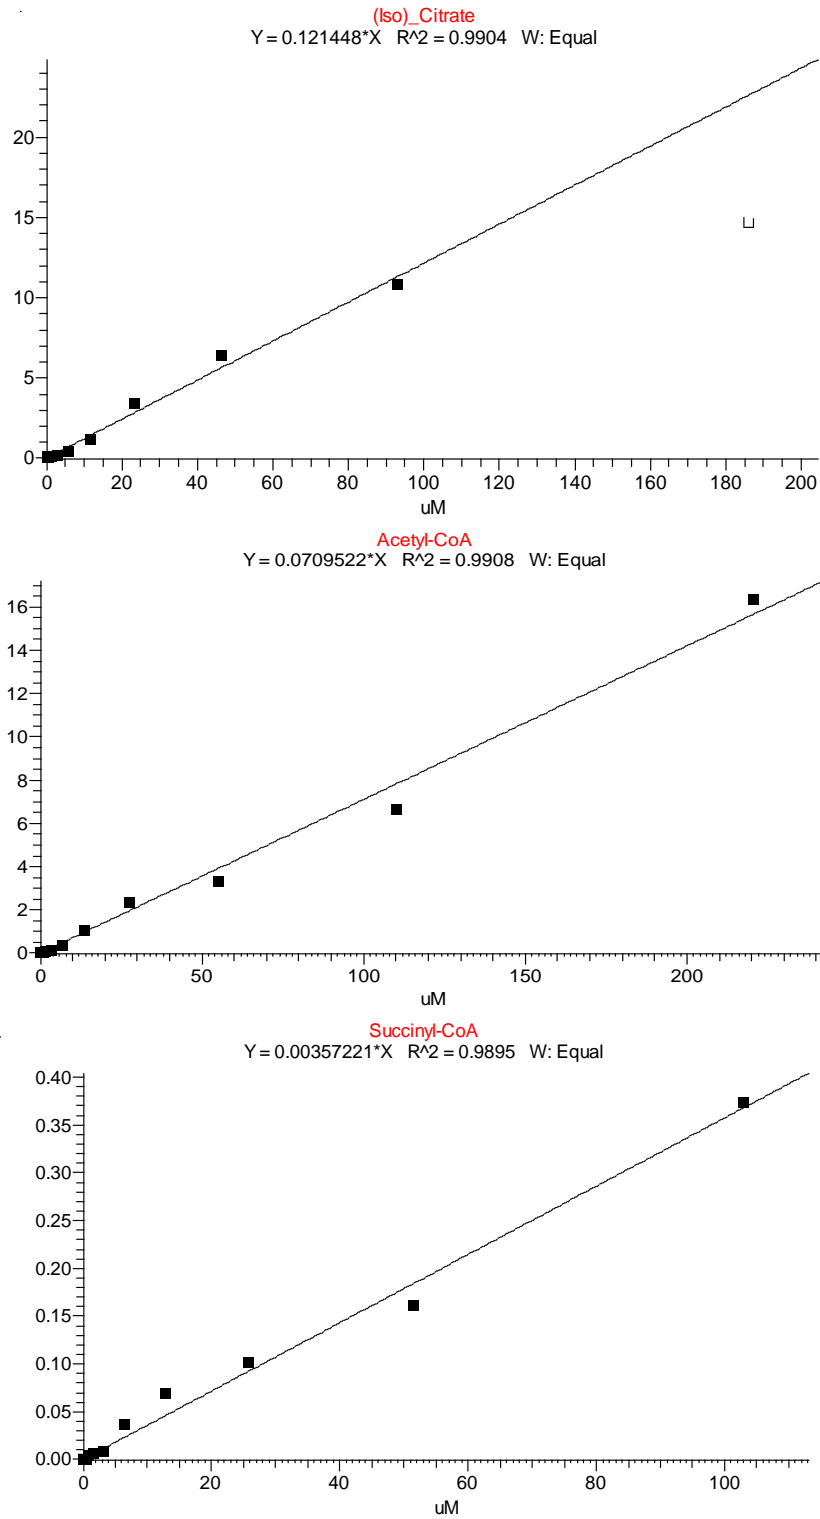 (Iso)_Citrate
Y = 0.121448*X R^2 = 0.9904 W: Equal
20
15
10
5
0
0 20 40 60 80 100 120 140 160 180 200
uM
Acetyl-CoA
Y = 0.0709522*X R^2 = 0.9908 W: Equal
16
14
12
10
8
6
4
2
0
0 50 100 150 200
uM
Succinyl-CoA
Y = 0.00357221*X R^2 = 0.9895 W: Equal
0.40
0.35
0.30
0.25
0.20
0.15
0.10
0.05
0.00
0 20 40 60 80 100
uM